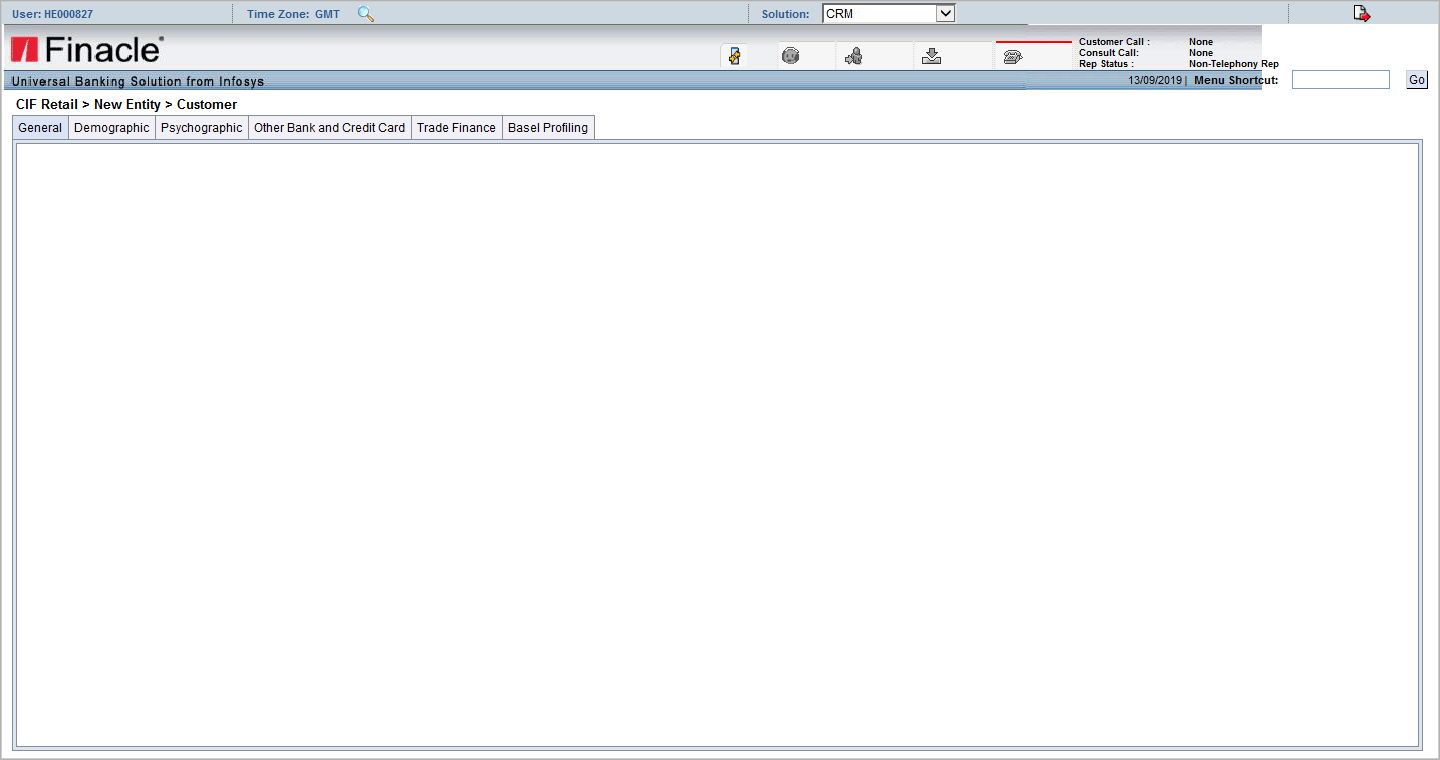 User: HE000827 Time Zone: GMT Solution: CRM
Finacle
Customer Call : None
Consult Call: None
Rep Status : Non-Telephony Rep
Universal Banking Solution from Infosys 13/09/2019 | Menu Shortcut: Go
CIF Retail > New Entity > Customer
General Demographic Psychographic Other Bank and Credit Card Trade Finance Basel Profiling